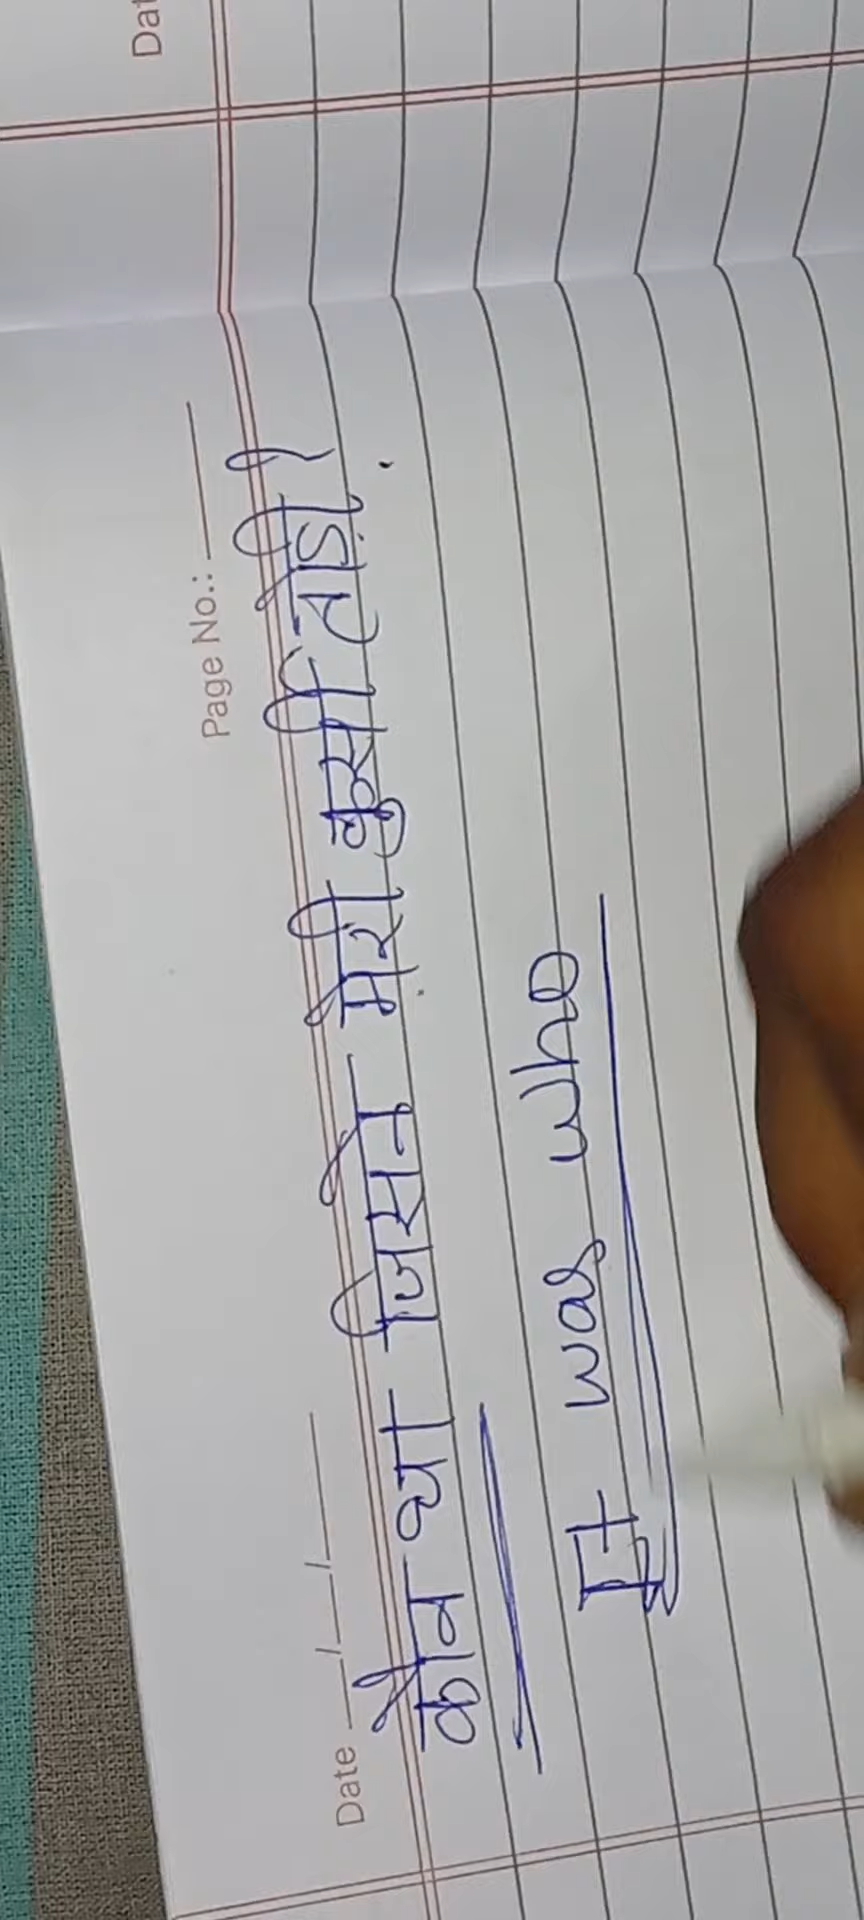 Dat
Page No.:
Date
कौन था जिसने मेरी कुर्सी तोड़ी ?
It was who